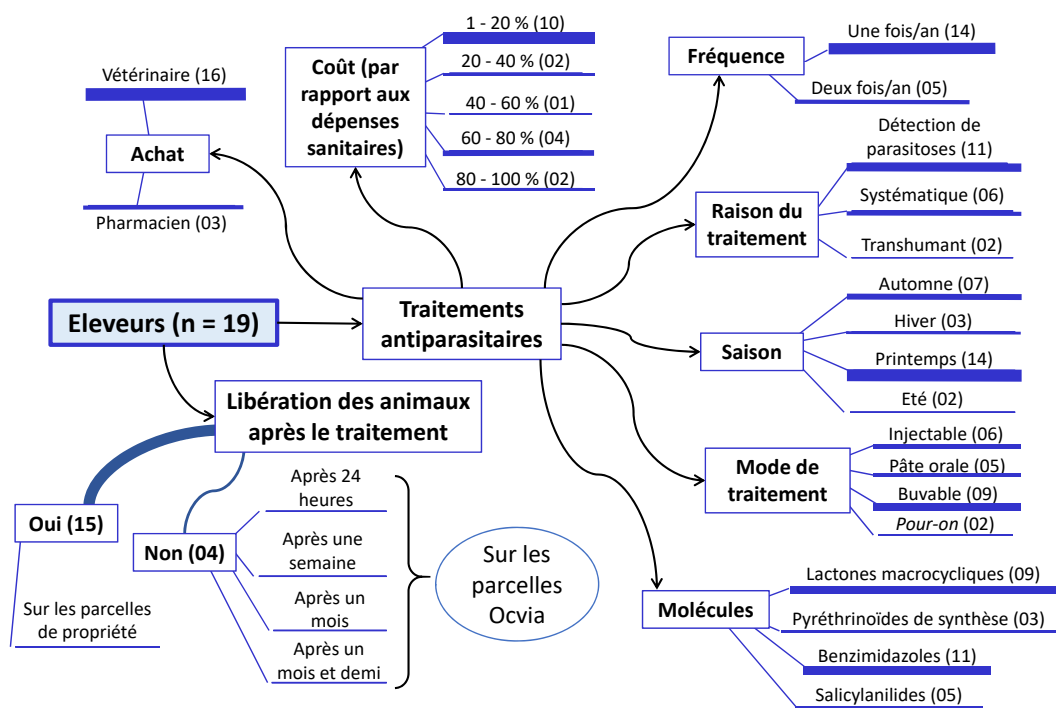 Vétérinaire (16)
Achat
Pharmacien (03)
Coût (par
rapport aux
dépenses
sanitaires)
1 - 20 % (10)
20 - 40 % (02)
40 - 60 % (01)
60 - 80 % (04)
80 - 100 % (02)
Fréquence
Une fois/an (14)
Deux fois/an (05)
Raison du
traitement
Détection de
parasitoses (11)
Systématique (06)
Transhumant (02)
Eleveurs (n = 19)
Traitements
antiparasitaires
Saison
Automne (07)
Hiver (03)
Printemps (14)
Eté (02)
Libération des animaux
après le traitement
Oui (15)
Sur les parcelles
de propriété
Non (04)
Après 24
heures
Après une
semaine
Après un
mois
Après un
mois et demi
Sur les
parcelles
Ocvia
Mode de
traitement
Injectable (06)
Pâte orale (05)
Buvable (09)
Pour-on (02)
Molécules
Lactones macrocycliques (09)
Pyréthrinoïdes de synthèse (03)
Benzimidazoles (11)
Salicylanilides (05)